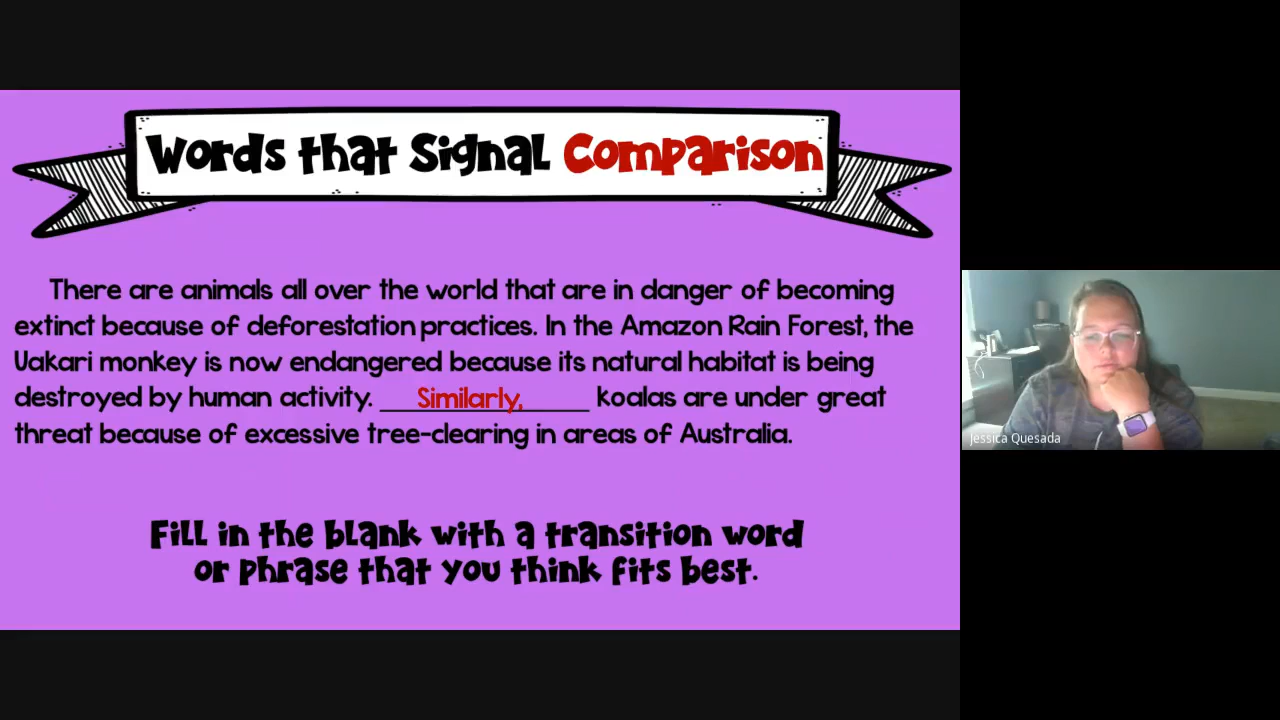 Words that Signal Comparison
There are animals all over the world that are in danger of becoming
extinct because of deforestation practices. In the Amazon Rain Forest, the
Uakari monkey is now endangered because its natural habitat is being
destroyed by human activity. Similarly, koalas are under great
threat because of excessive tree-clearing in areas of Australia.
Fill in the blank with a transition word
or phrase that you think fits best.
Jessica Quesada